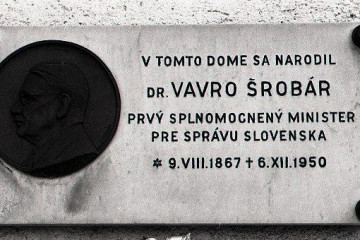 V TOMTO DOME SA NARODIL
DR. VAVRO ŠROBÁR
PRVÝ SPLNOMOCNENÝ MINISTER
PRE SPRÁVU SLOVENSKA
✲ 9.VIII.1867 + 6.XII.1950